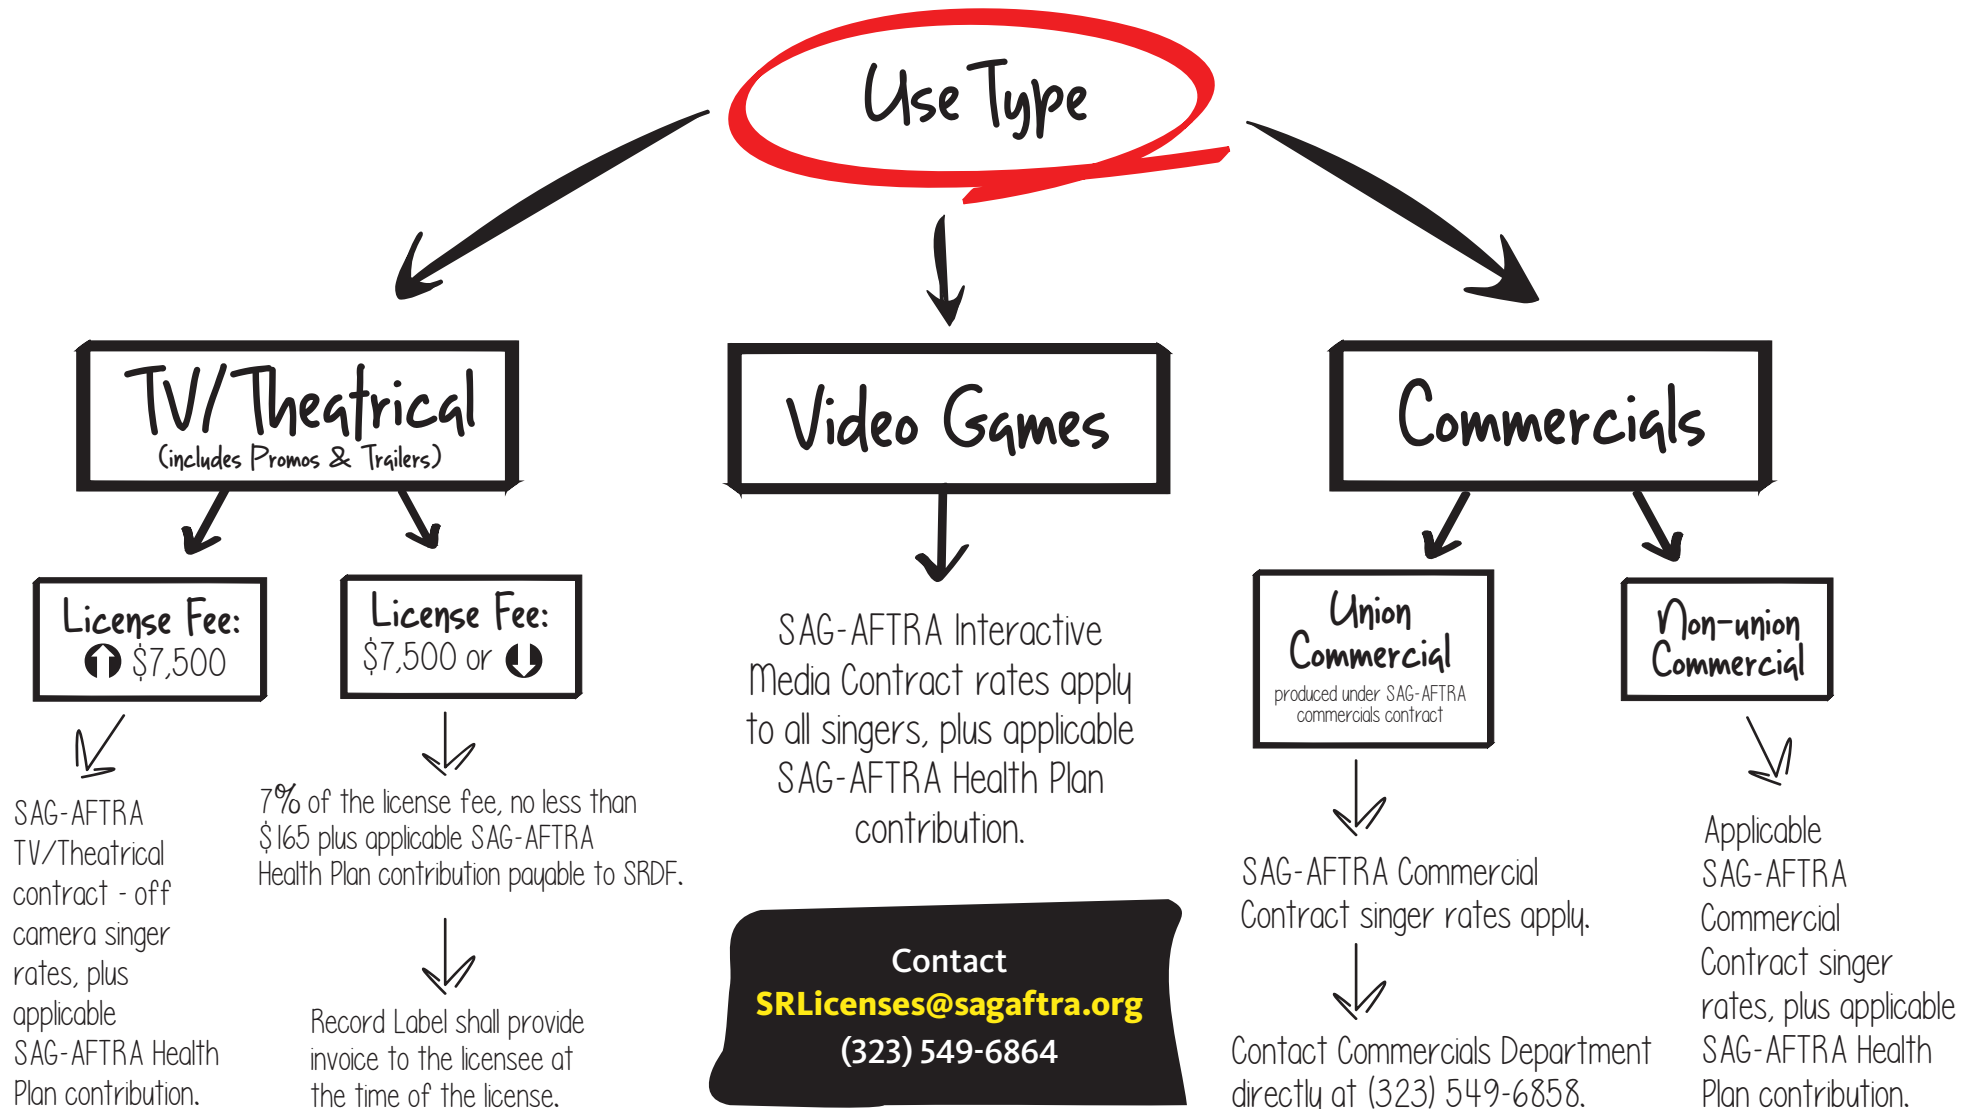 Use Type
TV/Theatrical
(includes Promos & Trailers)
License Fee:
$7,500
SAG-AFTRA
TV/Theatrical
contract - off
camera singer
rates, plus
applicable
SAG-AFTRA Health
Plan contribution.
License Fee:
$7,500 or
7% of the license fee, no less than
$165 plus applicable SAG-AFTRA
Health Plan contribution payable to SRDF.
Record Label shall provide
invoice to the licensee at
the time of the license.
Video Games
SAG-AFTRA Interactive
Media Contract rates apply
to all singers, plus applicable
SAG-AFTRA Health Plan
contribution.
Contact
SRLicenses@sagaftra.org
(323) 549-6864
Commercials
Union
Commercial
produced under SAG-AFTRA
commercials contract
SAG-AFTRA Commercial
Contract singer rates apply.
Contact Commercials Department
directly at (323) 549-6858.
Non-union
Commercial
Applicable
SAG-AFTRA
Commercial
Contract singer
rates, plus applicable
SAG-AFTRA Health
Plan contribution.